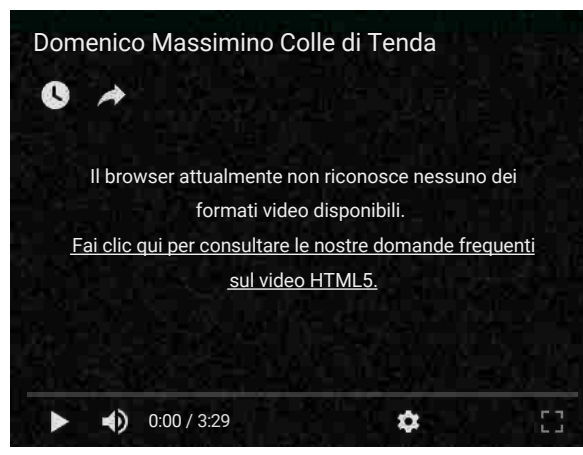 Domenico Massimino Colle di Tenda
Il browser attualmente non riconosce nessuno dei
formati video disponibili.
Fai clic qui per consultare le nostre domande frequenti
sul video HTML5.
0:00 / 3:29